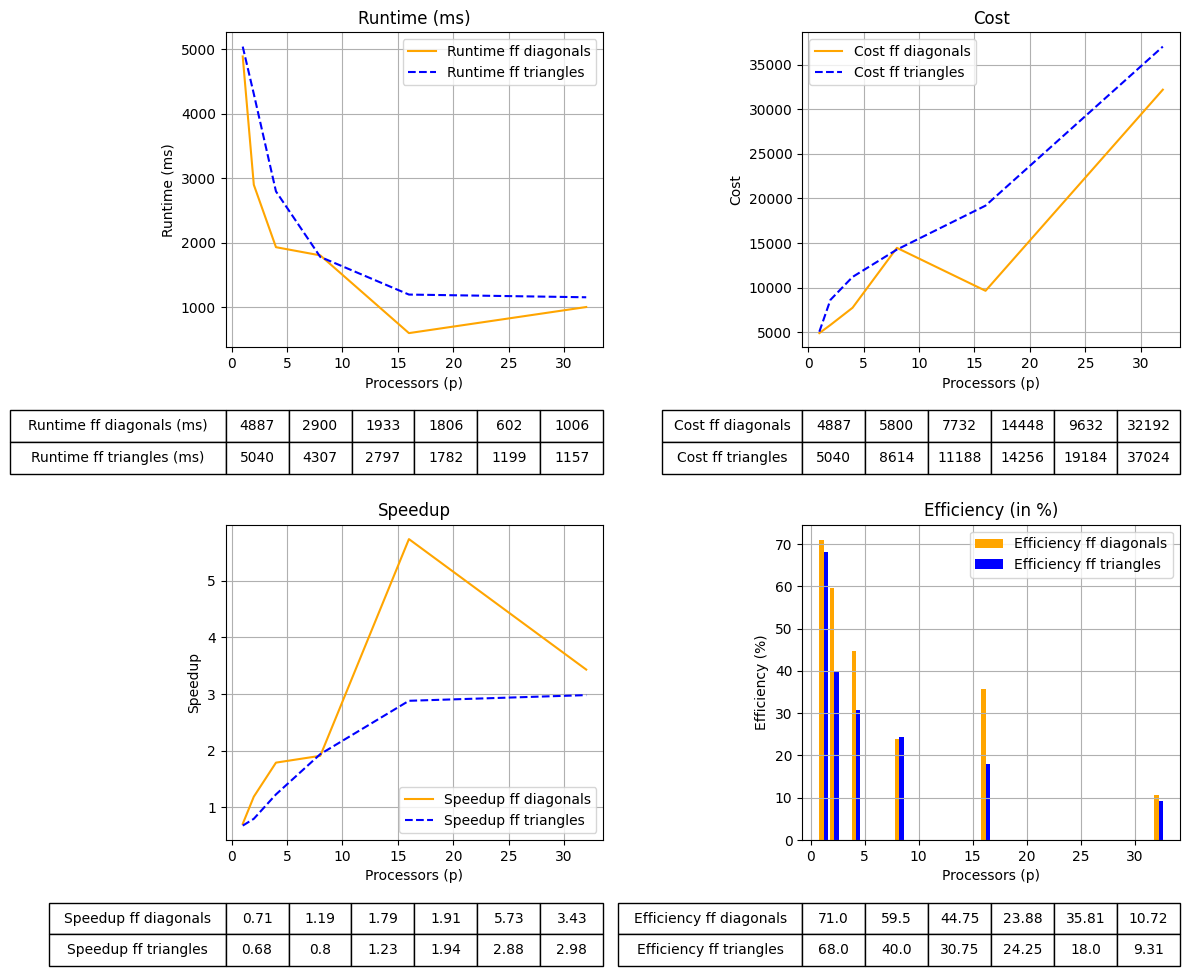 Runtime (ms)
5000
4000
3000
2000
1000
Runtime (ms)
Runtime ff diagonals
Runtime ff triangles
0 5 10 15 20 25 30
Processors (p)
Runtime ff diagonals (ms) 4887 2900 1933 1806 602 1006
Runtime ff triangles (ms) 5040 4307 2797 1782 1199 1157
Cost
35000
30000
25000
20000
15000
10000
5000
Cost
Cost ff diagonals
Cost ff triangles
0 5 10 15 20 25 30
Processors (p)
Cost ff diagonals 4887 5800 7732 14448 9632 32192
Cost ff triangles 5040 8614 11188 14256 19184 37024
Speedup
5
4
3
2
1
Speedup
Speedup ff diagonals
Speedup ff triangles
0 5 10 15 20 25 30
Processors (p)
Speedup ff diagonals 0.71 1.19 1.79 1.91 5.73 3.43
Speedup ff triangles 0.68 0.8 1.23 1.94 2.88 2.98
Efficiency (in %)
70
60
50
40
30
20
10
0
Efficiency (%)
Efficiency ff diagonals
Efficiency ff triangles
0 5 10 15 20 25 30
Processors (p)
Efficiency ff diagonals 71.0 59.5 44.75 23.88 35.81 10.72
Efficiency ff triangles 68.0 40.0 30.75 24.25 18.0 9.31